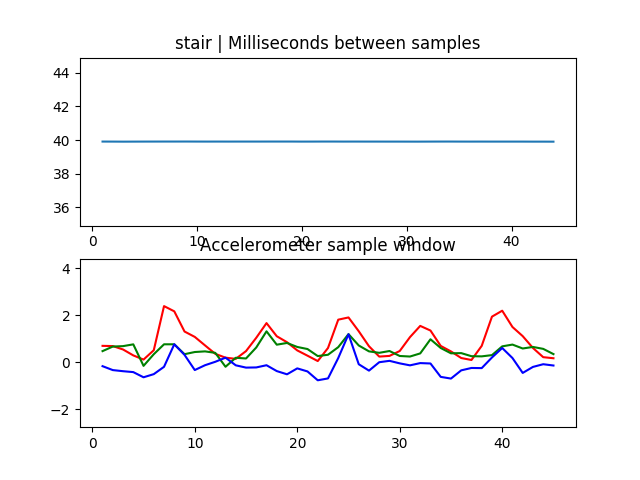 stair | Milliseconds between samples
44
42
40
38
36
0 10 20 30 40
Accelerometer sample window
4
2
0
−2
0 10 20 30 40